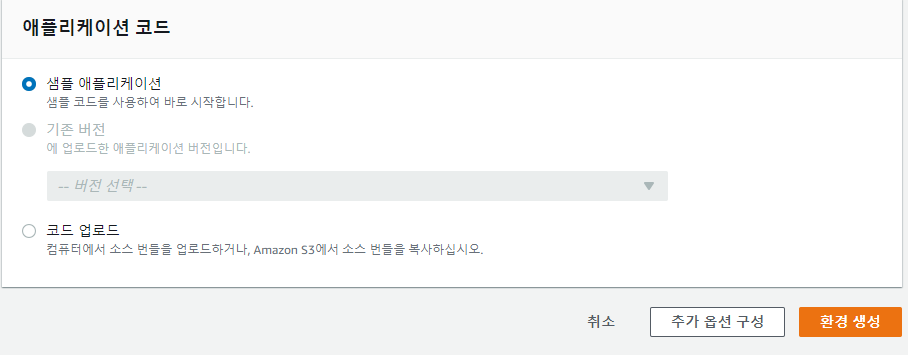 애플리케이션 코드
샘플 애플리케이션
샘플 코드를 사용하여 바로 시작합니다.
기존 버전
에 업로드한 애플리케이션 버전입니다.
-- 버전 선택 --
코드 업로드
컴퓨터에서 소스 번들을 업로드하거나, Amazon S3에서 소스 번들을 복사하십시오.
취소 추가 옵션 구성 환경 생성